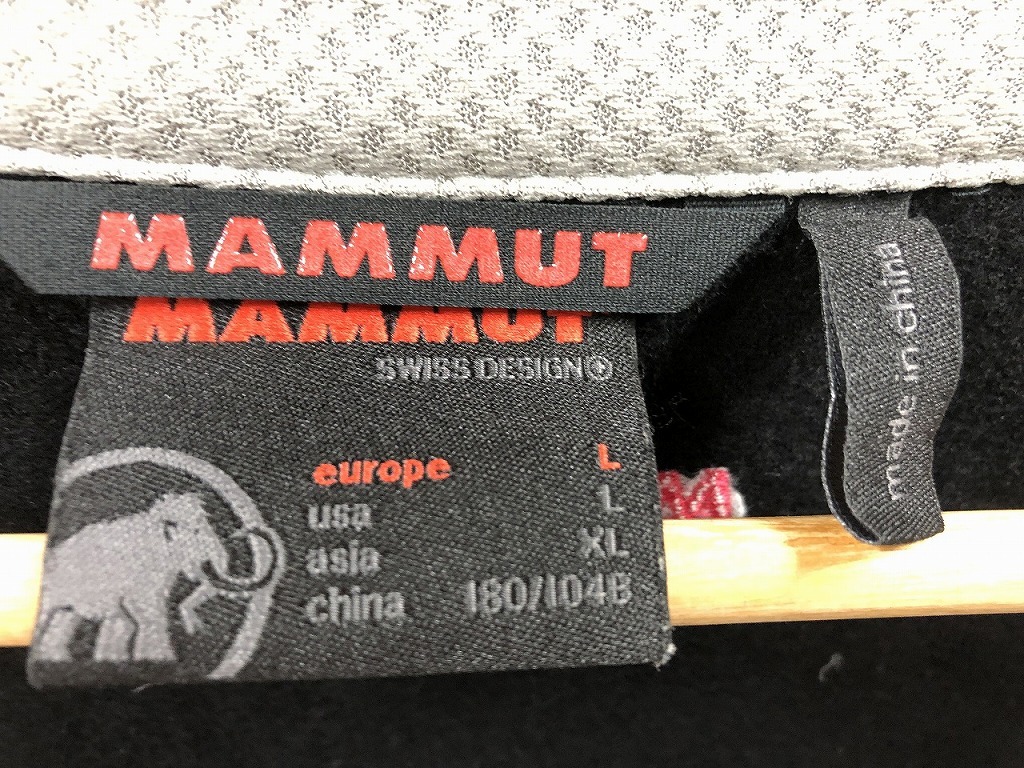 MAMMUT
MAMMUT
SWISS DESIGN
europe L
usa L
asia XL
china 180/104B
M
made in china